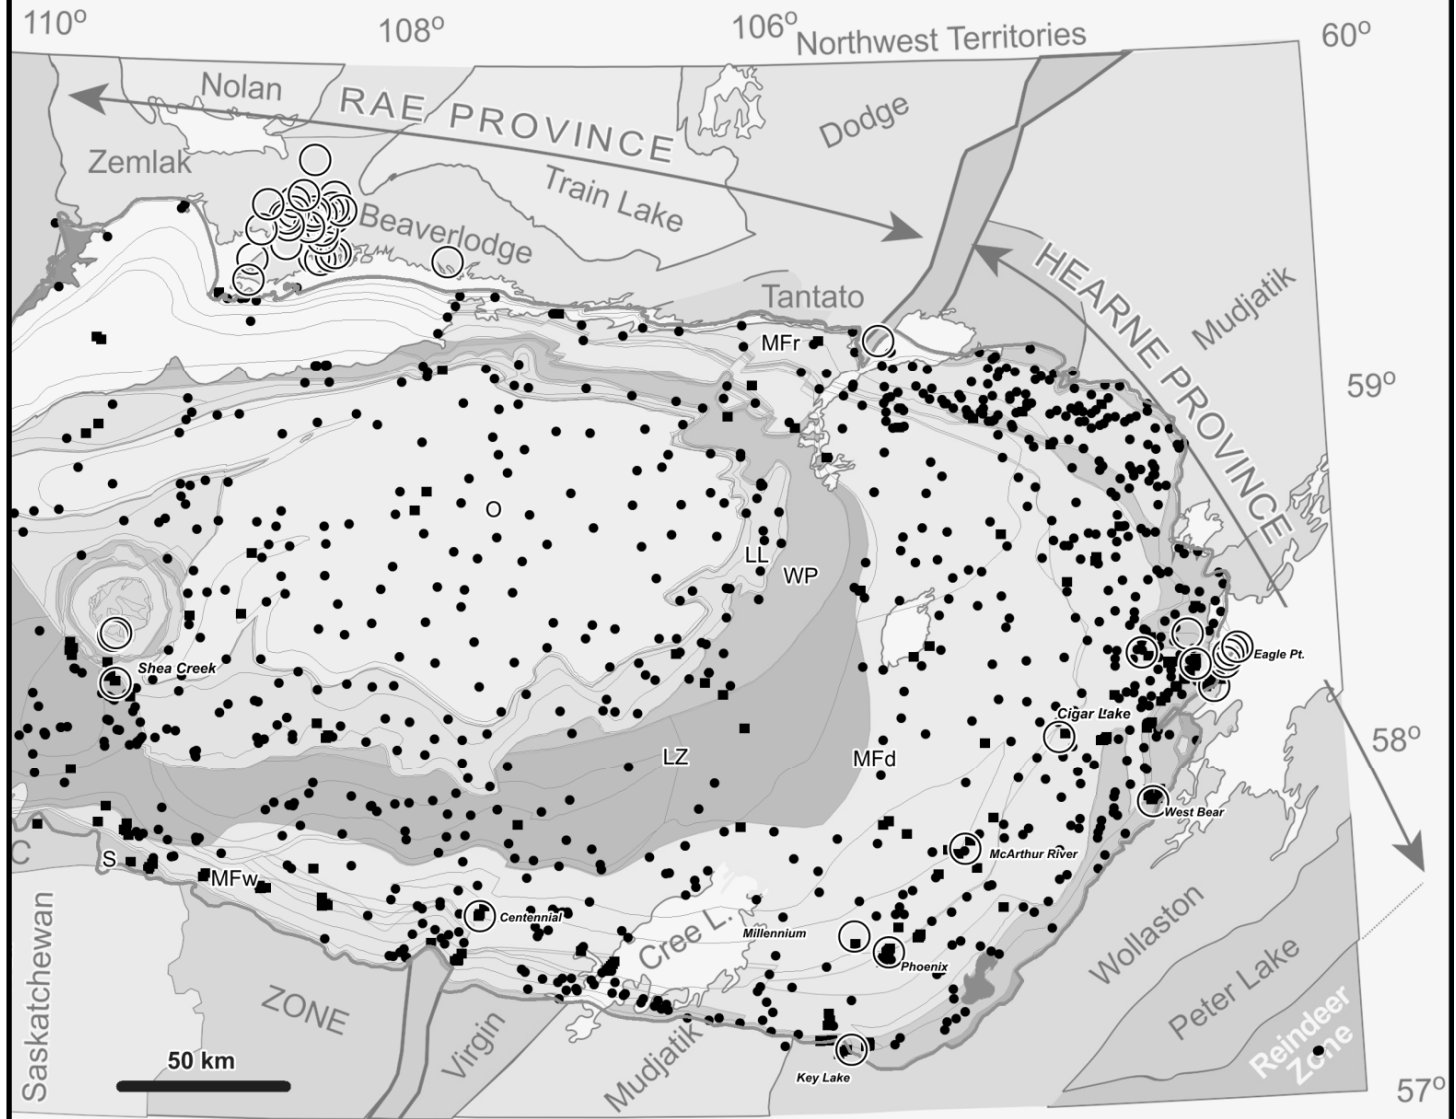 110°
108°
106°
Northwest Territories
60°
Nolan
RAE PROVINCE
Dodge
Zemlak
Train Lake
Beaverlodge
HEARNE PROVINCE
Mudjatik
Tantato
MFr
59°
O
LL
WP
Shea Creek
Eagle Pt.
Cigar Lake
58°
LZ
MFd
West Bear
McArthur River
C
S
MFw
Centennial
Cree L.
Millennium
Phoenix
Wollaston
Peter Lake
Saskatchewan
ZONE
Virgin
Mudjatik
Reindeer
Zone
50 km
Key Lake
57°